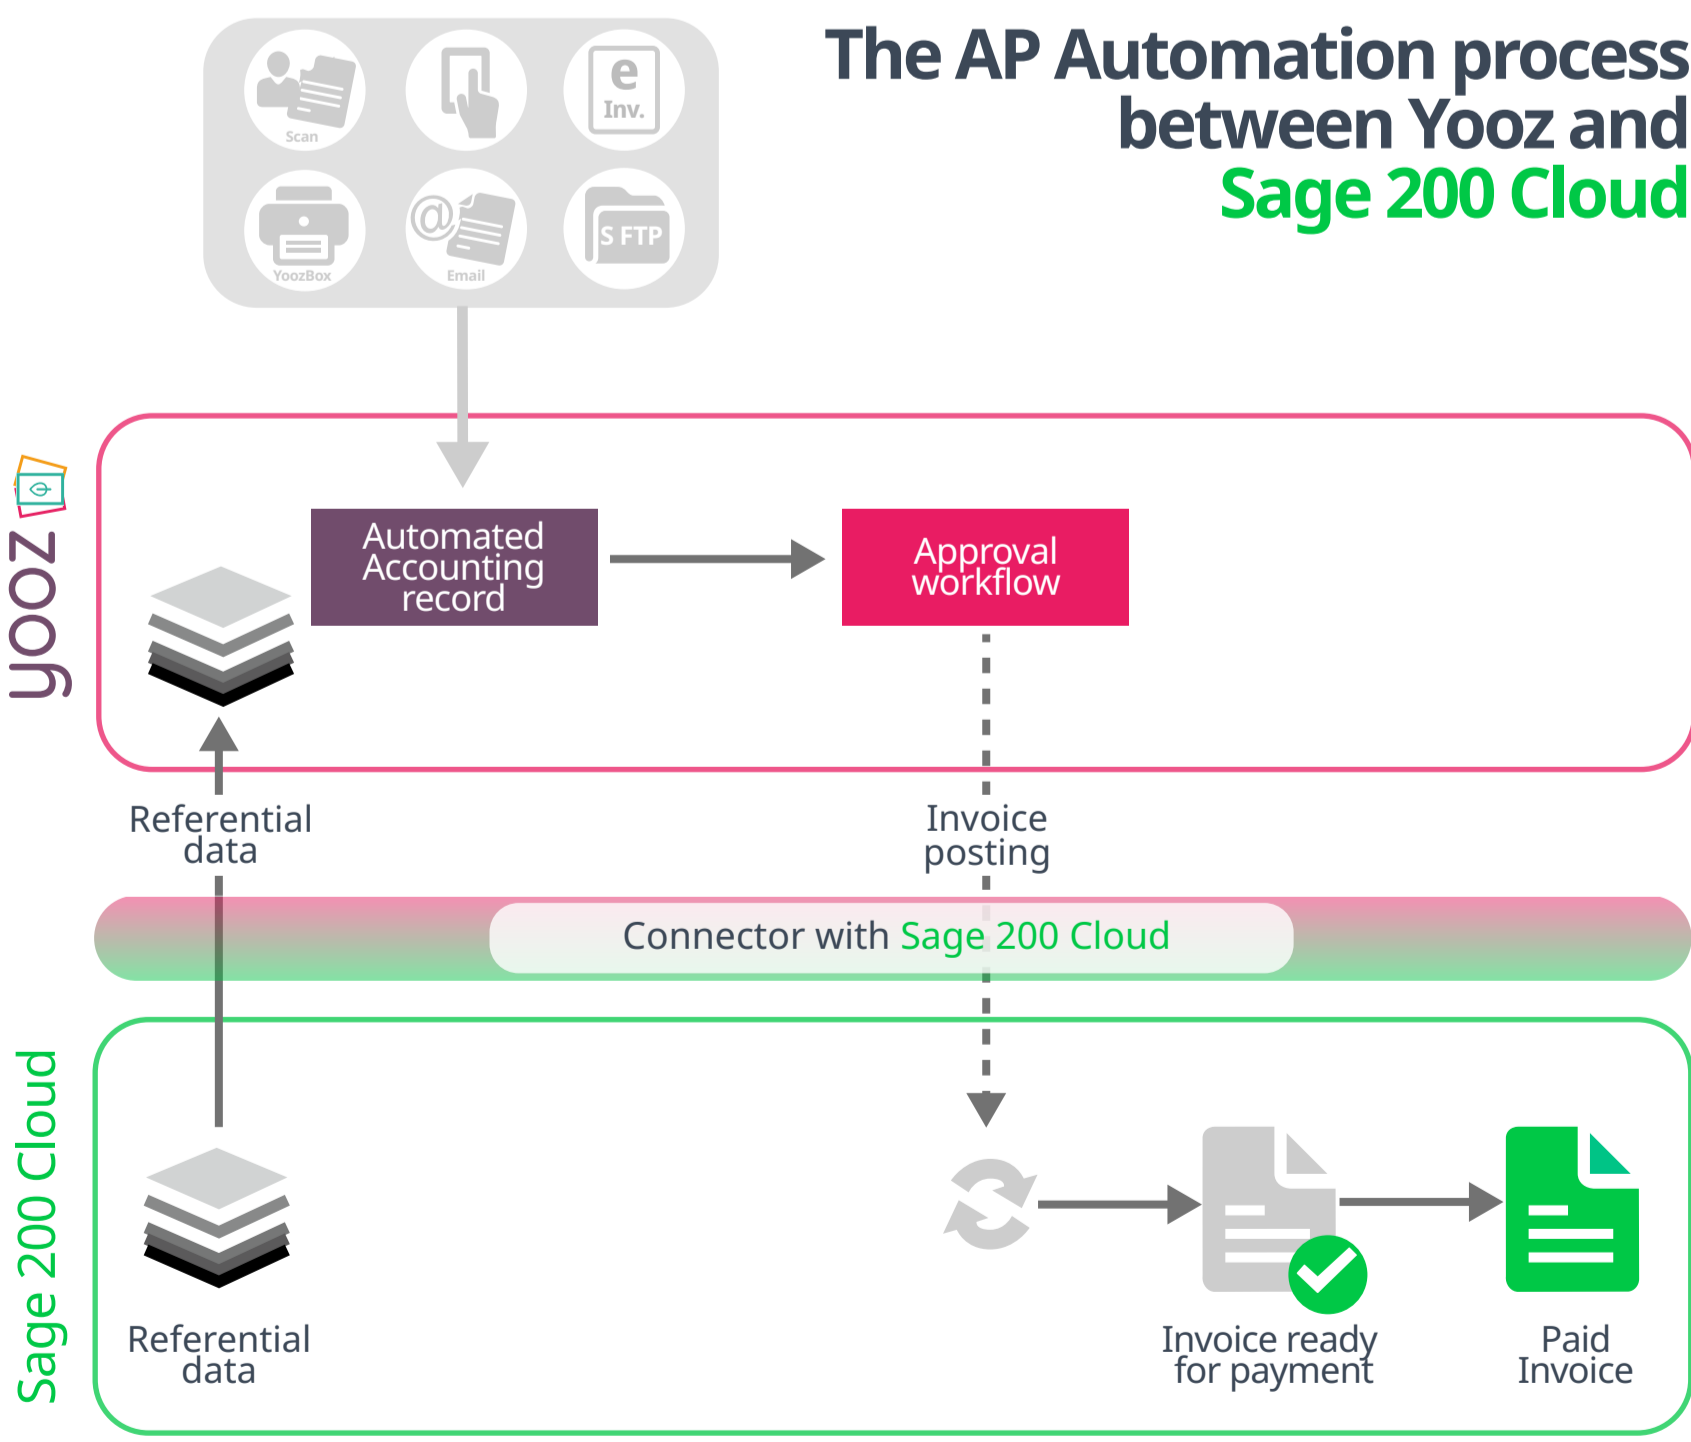 The AP Automation process
between Yooz and
Sage 200 Cloud
Scan
e
Inv.
YoozBox
@
Email
S FTP
yooz
Automated
Accounting
record
Approval
workflow
Referential
data
Invoice
posting
Connector with Sage 200 Cloud
Sage 200 Cloud
Referential
data
Invoice ready
for payment
Paid
Invoice